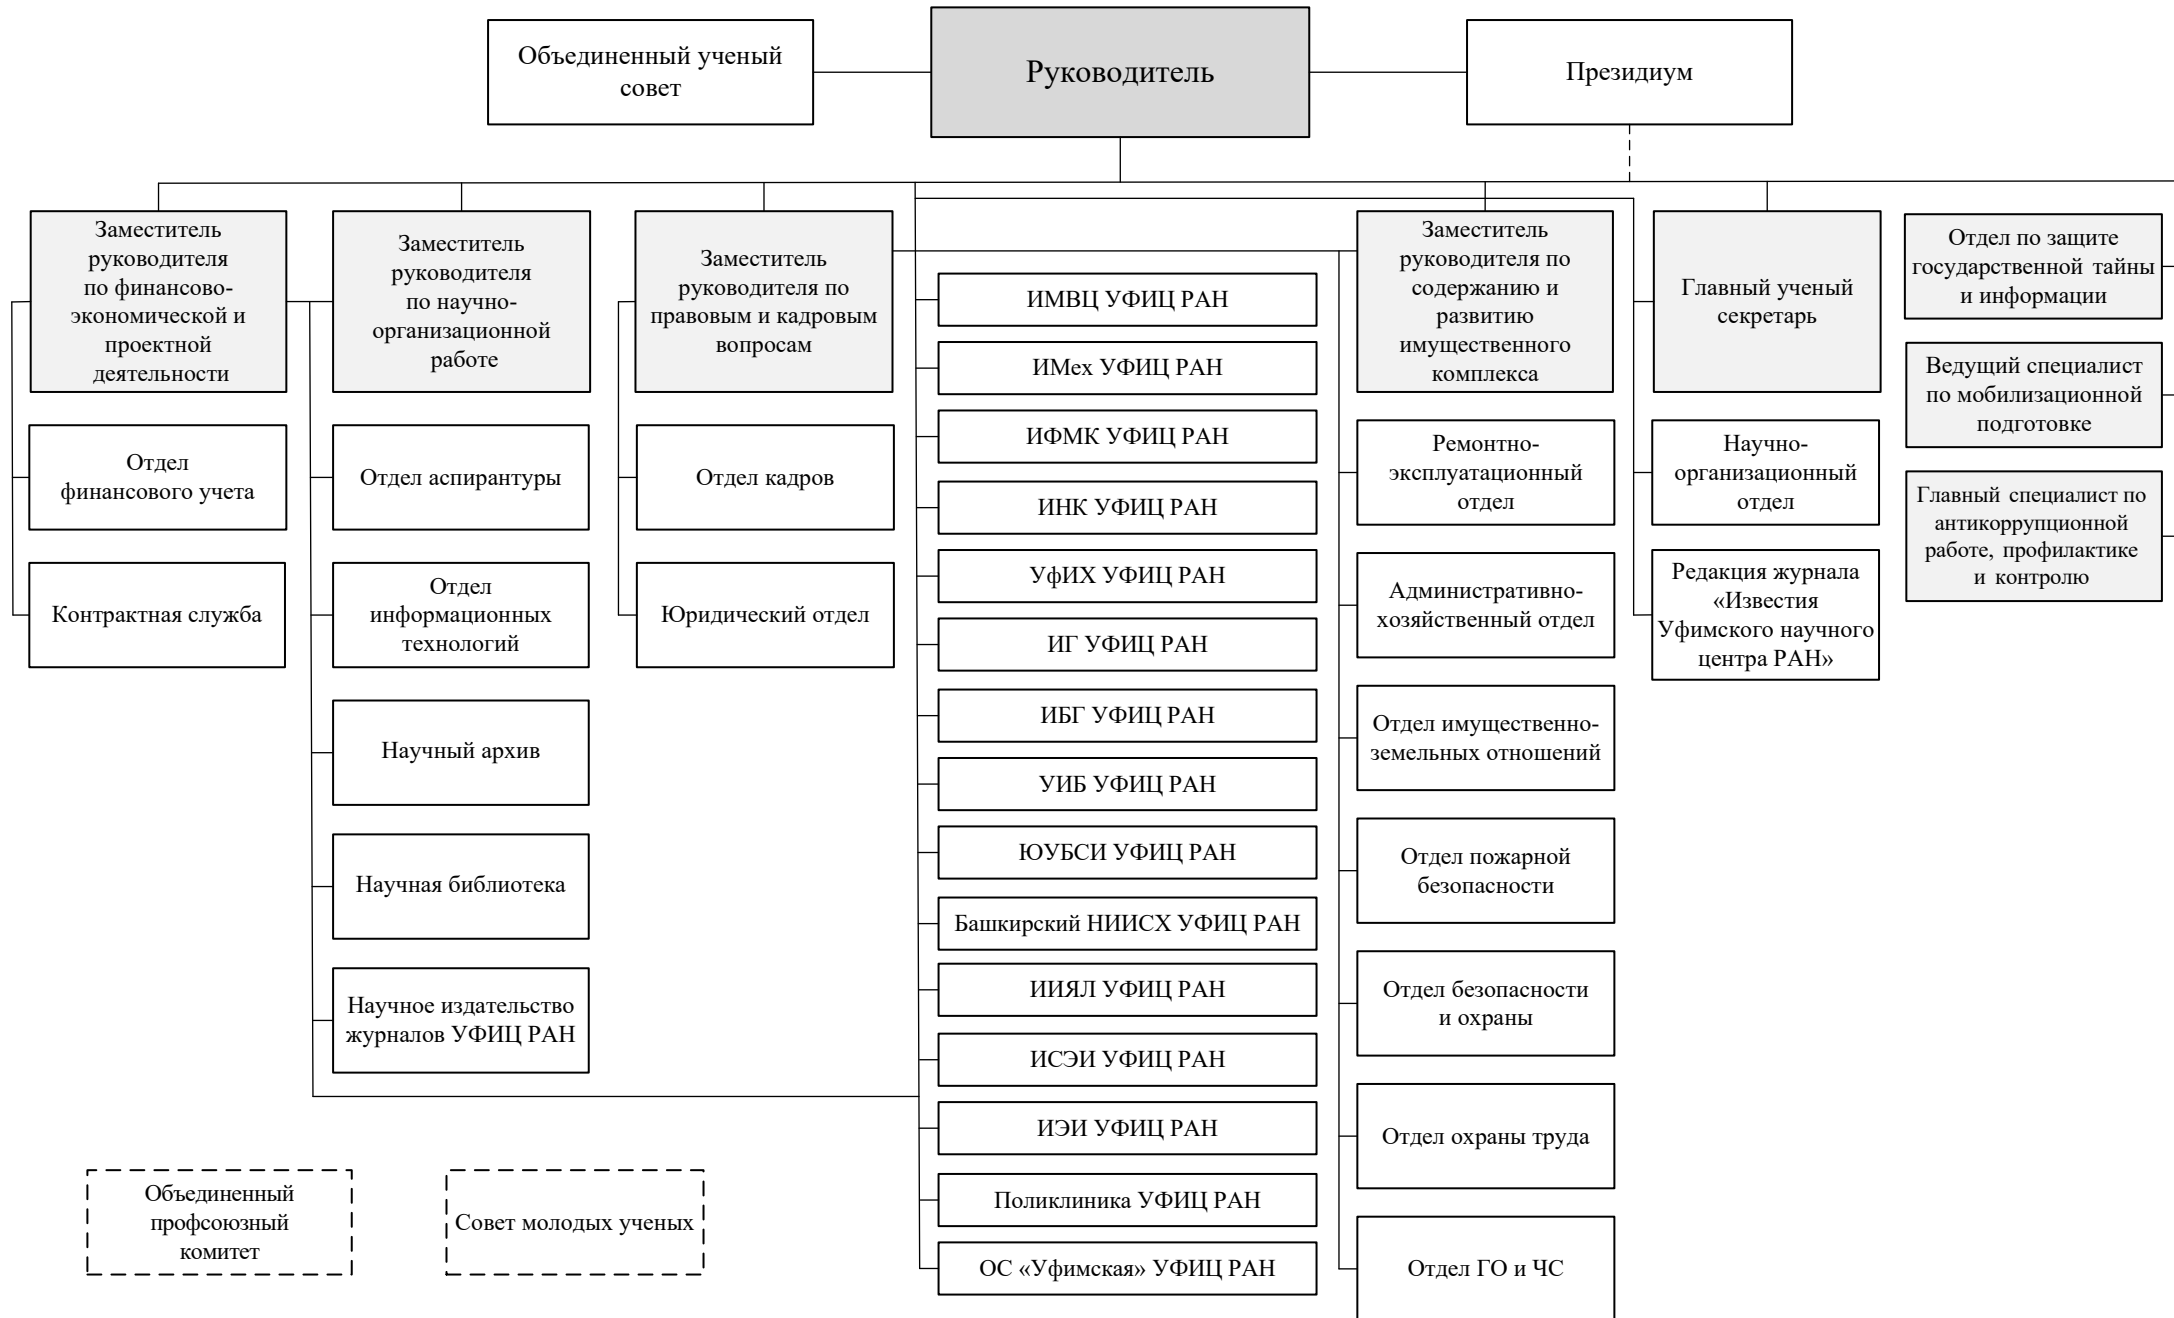 Объединенный ученый
совет
Руководитель
Президиум
Заместитель
руководителя
по финансово-
экономической и
проектной
деятельности
Отдел
финансового учета
Контрактная служба
Заместитель
руководителя
по научно-
организационной
работе
Отдел аспирантуры
Отдел
информационных
технологий
Научный архив
Научная библиотека
Научное издательство
журналов УФИЦ РАН
Заместитель
руководителя по
правовым и кадровым
вопросам
Отдел кадров
Юридический отдел
ИМВЦ УФИЦ РАН
ИМех УФИЦ РАН
ИФМК УФИЦ РАН
ИНК УФИЦ РАН
УфИХ УФИЦ РАН
ИГ УФИЦ РАН
ИБГ УФИЦ РАН
УИБ УФИЦ РАН
ЮУБСИ УФИЦ РАН
Башкирский НИИСХ УФИЦ РАН
ИИЯЛ УФИЦ РАН
ИСЭИ УФИЦ РАН
ИЭИ УФИЦ РАН
Поликлиника УФИЦ РАН
ОС «Уфимская» УФИЦ РАН
Заместитель
руководителя по
содержанию и
развитию
имущественного
комплекса
Ремонтно-
эксплуатационный
отдел
Административно-
хозяйственный отдел
Отдел имущественно-
земельных отношений
Отдел пожарной
безопасности
Отдел безопасности
и охраны
Отдел охраны труда
Отдел ГО и ЧС
Главный ученый
секретарь
Научно-
организационный
отдел
Редакция журнала
«Известия
Уфимского научного
центра РАН»
Отдел по защите
государственной тайны
и информации
Ведущий специалист
по мобилизационной
подготовке
Главный специалист по
антикоррупционной
работе, профилактике
и контролю
Объединенный
профсоюзный
комитет
Совет молодых ученых